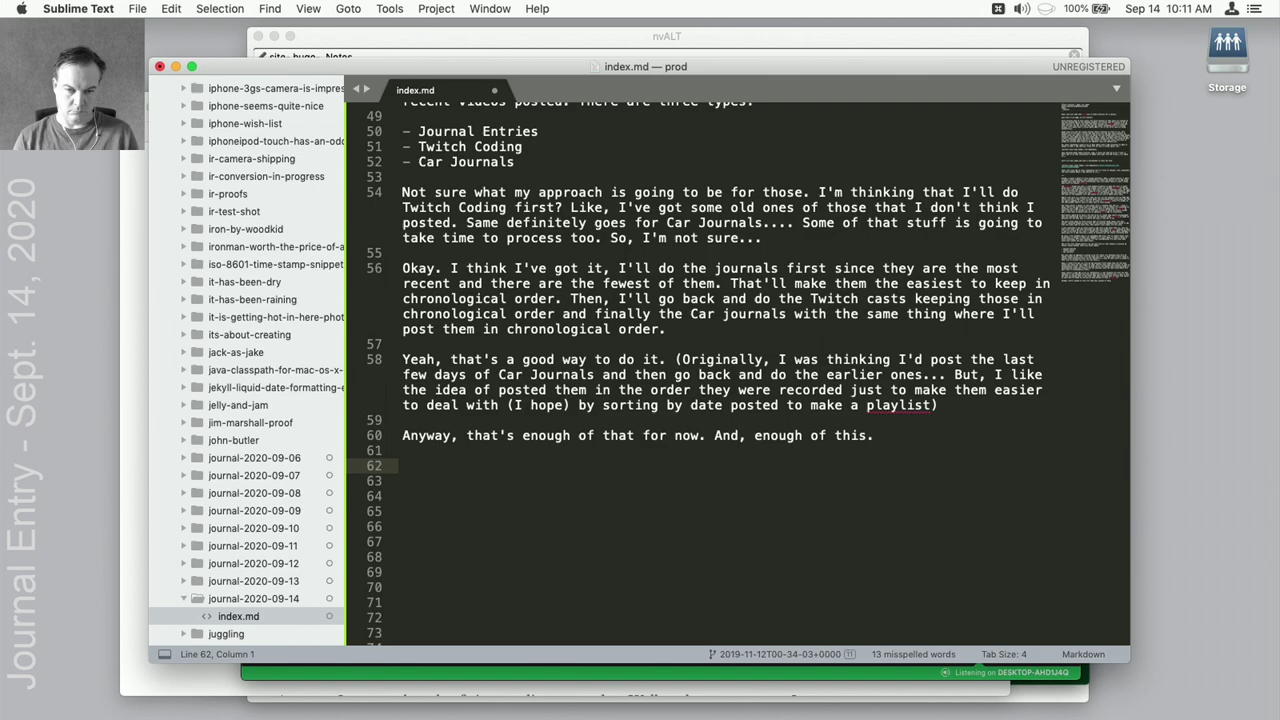 Sublime Text File Edit Selection Find View Goto Tools Project Window Help 100% Sep 14 10:11 AM
nvALT
Notes
index.md — prod UNREGISTERED
Storage
iphone-3gs-camera-is-impres
iphone-seems-quite-nice
iphone-wish-list
iphoneipod-touch-has-an-odd
ir-camera-shipping
ir-conversion-in-progress
ir-proofs
ir-test-shot
iron-by-woodkid
ironman-worth-the-price-of-a
iso-8601-time-stamp-snippet
it-has-been-dry
it-has-been-raining
it-is-getting-hot-in-here-phot
its-about-creating
jack-as-jake
java-classpath-for-mac-os-x-
jekyll-liquid-date-formatting-e
jelly-and-jam
jim-marshall-proof
john-butler
journal-2020-09-06
journal-2020-09-07
journal-2020-09-08
journal-2020-09-09
journal-2020-09-10
journal-2020-09-11
journal-2020-09-12
journal-2020-09-13
journal-2020-09-14
index.md
juggling
index.md
recent videos posted. There are three types.
49
50 - Journal Entries
51 - Twitch Coding
52 - Car Journals
53
54 Not sure what my approach is going to be for those. I'm thinking that I'll do
Twitch Coding first? Like, I've got some old ones of those that I don't think I
posted. Same definitely goes for Car Journals.... Some of that stuff is going to
take time to process too. So, I'm not sure...
55
56 Okay. I think I've got it, I'll do the journals first since they are the most
recent and there are the fewest of them. That'll make them the easiest to keep in
chronological order. Then, I'll go back and do the Twitch casts keeping those in
chronological order and finally the Car journals with the same thing where I'll
post them in chronological order.
57
58 Yeah, that's a good way to do it. (Originally, I was thinking I'd post the last
few days of Car Journals and then go back and do the earlier ones... But, I like
the idea of posted them in the order they were recorded just to make them easier
to deal with (I hope) by sorting by date posted to make a playlist)
59
60 Anyway, that's enough of that for now. And, enough of this.
61
62
63
64
65
66
67
68
69
70
71
72
73
Line 62, Column 1 2019-11-12T00-34-03+0000 11 13 misspelled words Tab Size: 4 Markdown
Listening on DESKTOP-AHD1J4Q
Journal Entry - Sept. 14, 2020